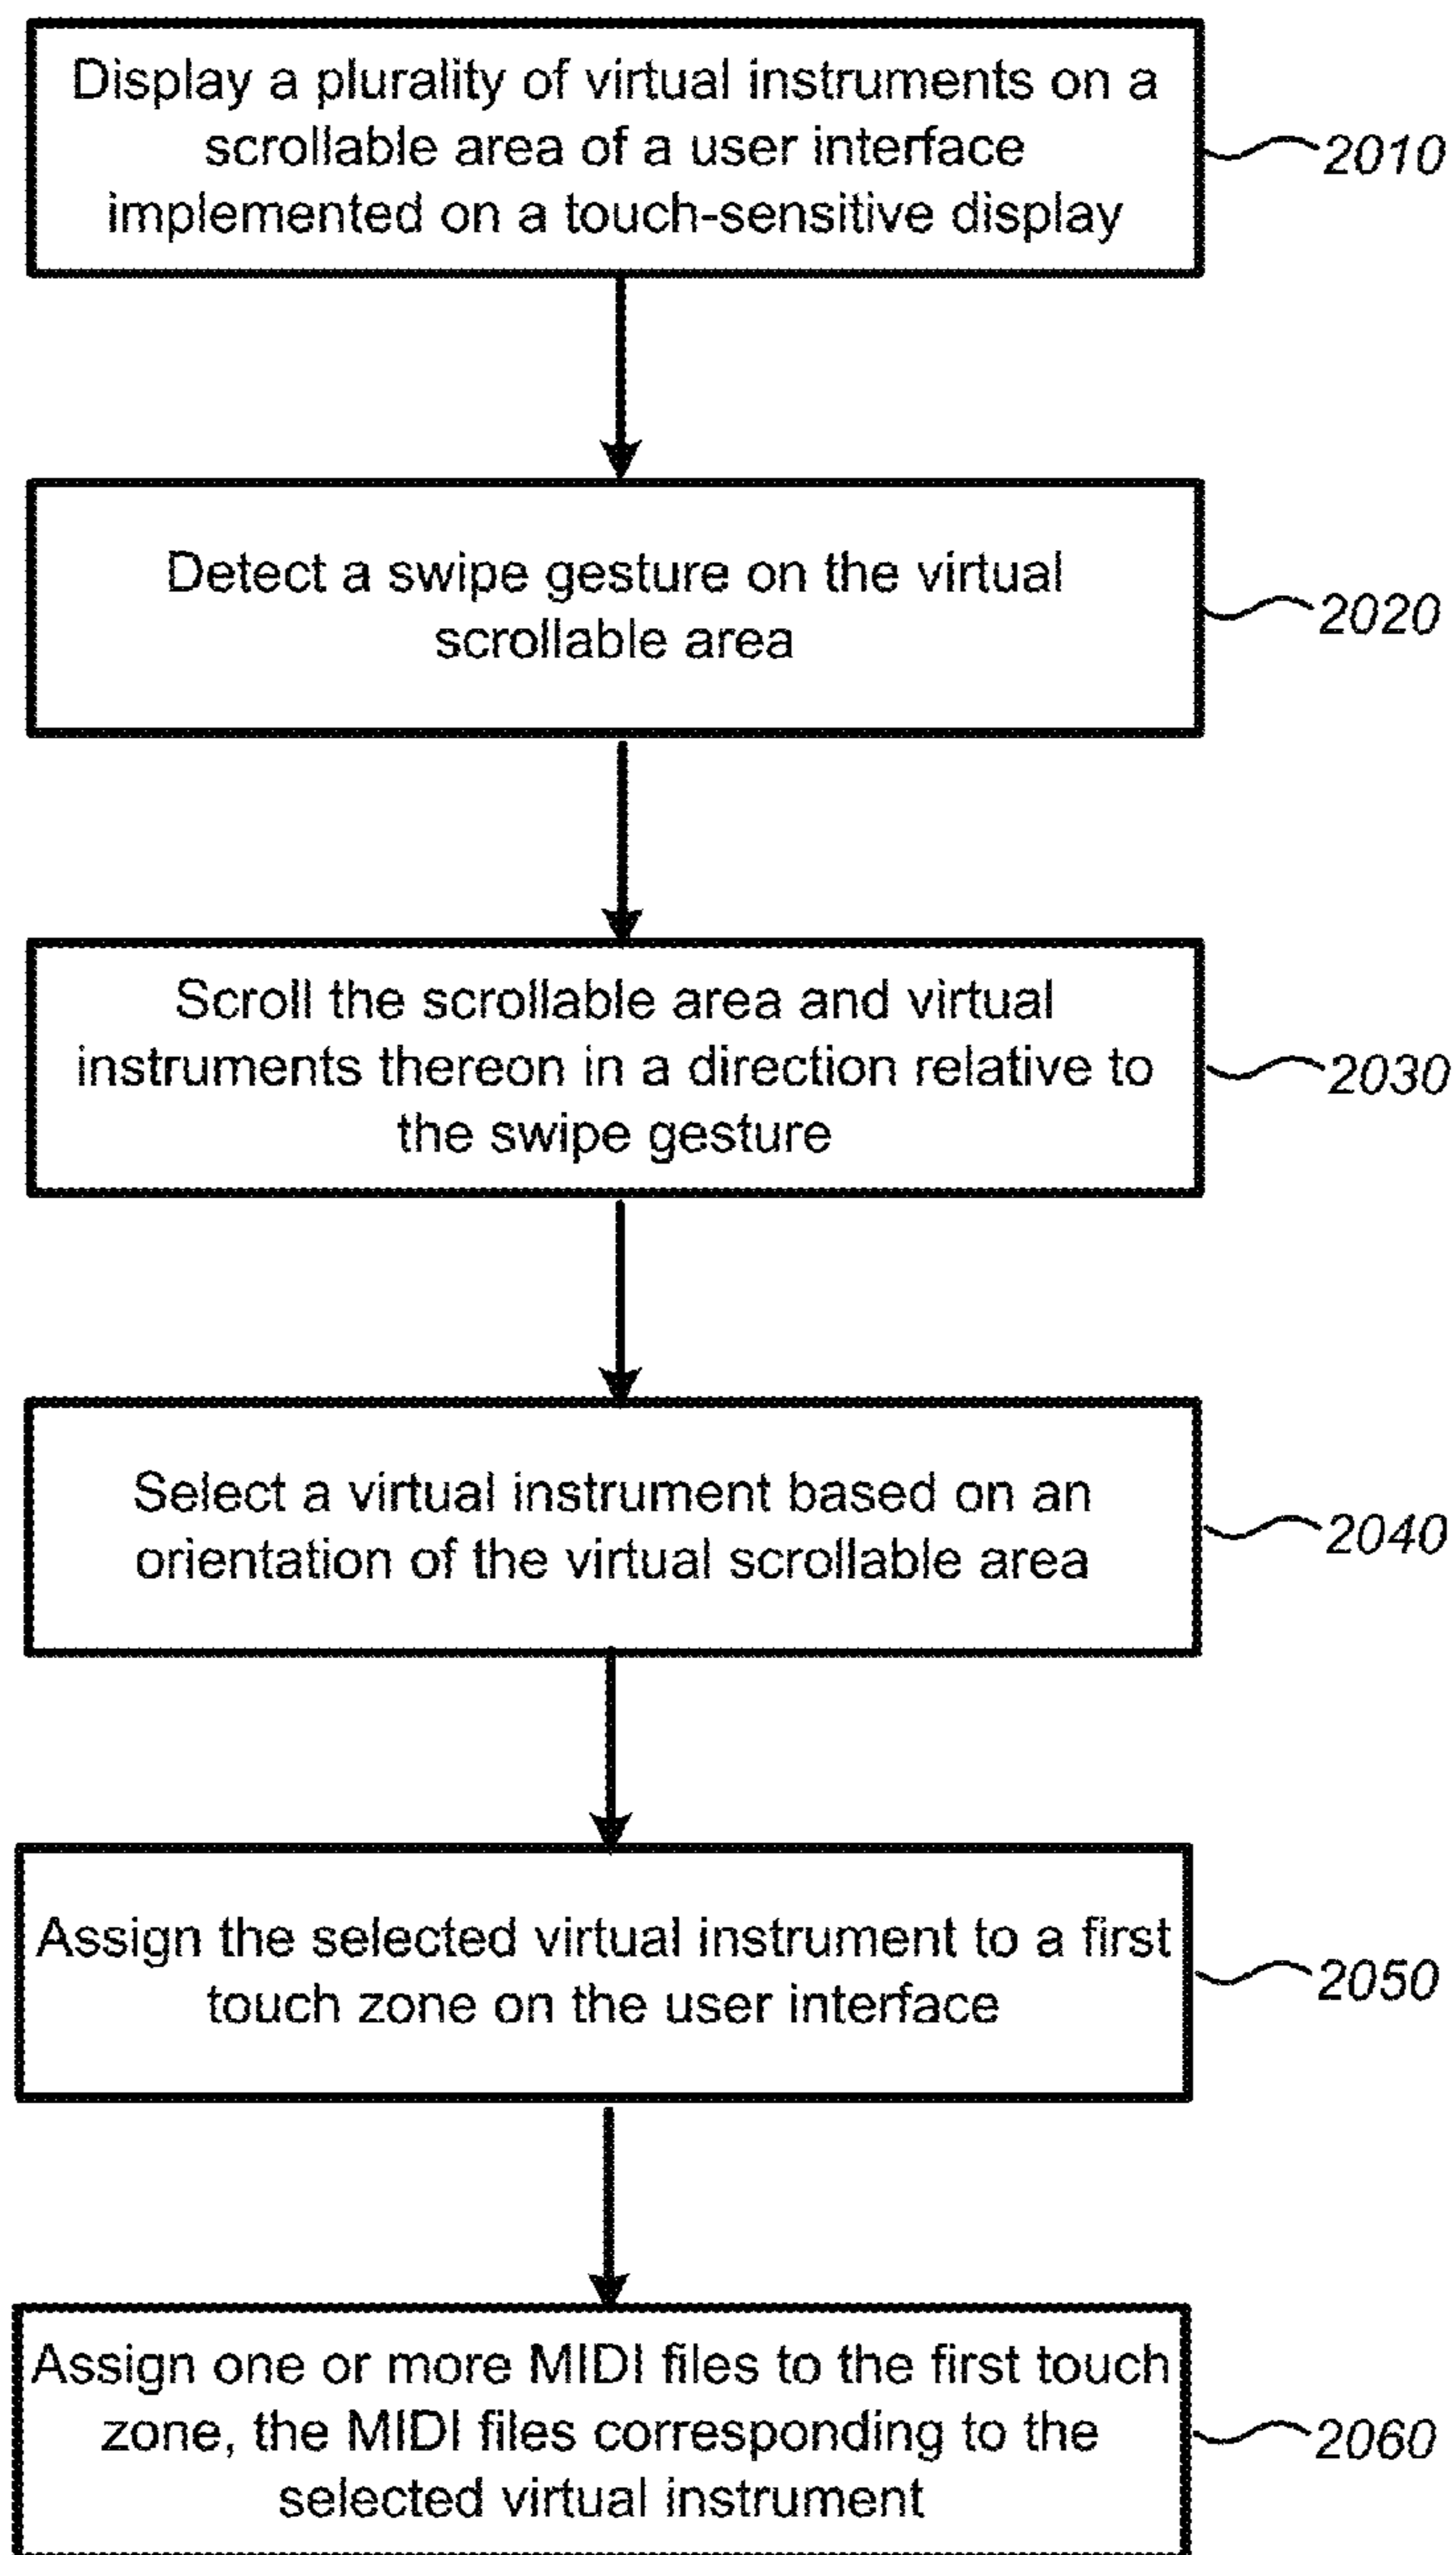 Display a plurality of virtual instruments on a
scrollable area of a user interface
implemented on a touch-sensitive display
2010
Detect a swipe gesture on the virtual
scrollable area
2020
Scroll the scrollable area and virtual
instruments thereon in a direction relative to
the swipe gesture
2030
Select a virtual instrument based on an
orientation of the virtual scrollable area
2040
Assign the selected virtual instrument to a first
touch zone on the user interface
2050
Assign one or more MIDI files to the first touch
zone, the MIDI files corresponding to the
selected virtual instrument
2060